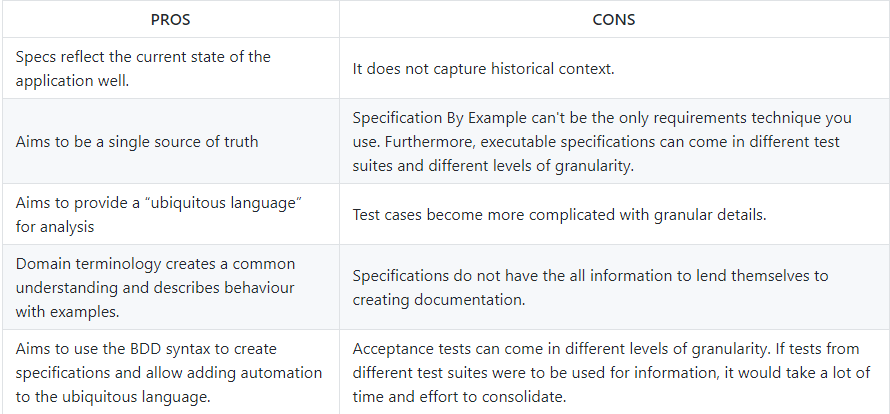 PROS
CONS
Specs reflect the current state of the
application well.
It does not capture historical context.
Aims to be a single source of truth
Specification By Example can't be the only requirements technique you
use. Furthermore, executable specifications can come in different test
suites and different levels of granularity.
Aims to provide a “ubiquitous language”
for analysis
Test cases become more complicated with granular details.
Domain terminology creates a common
understanding and describes behaviour
with examples.
Specifications do not have the all information to lend themselves to
creating documentation.
Aims to use the BDD syntax to create
specifications and allow adding automation
to the ubiquitous language.
Acceptance tests can come in different levels of granularity. If tests from
different test suites were to be used for information, it would take a lot of
time and effort to consolidate.